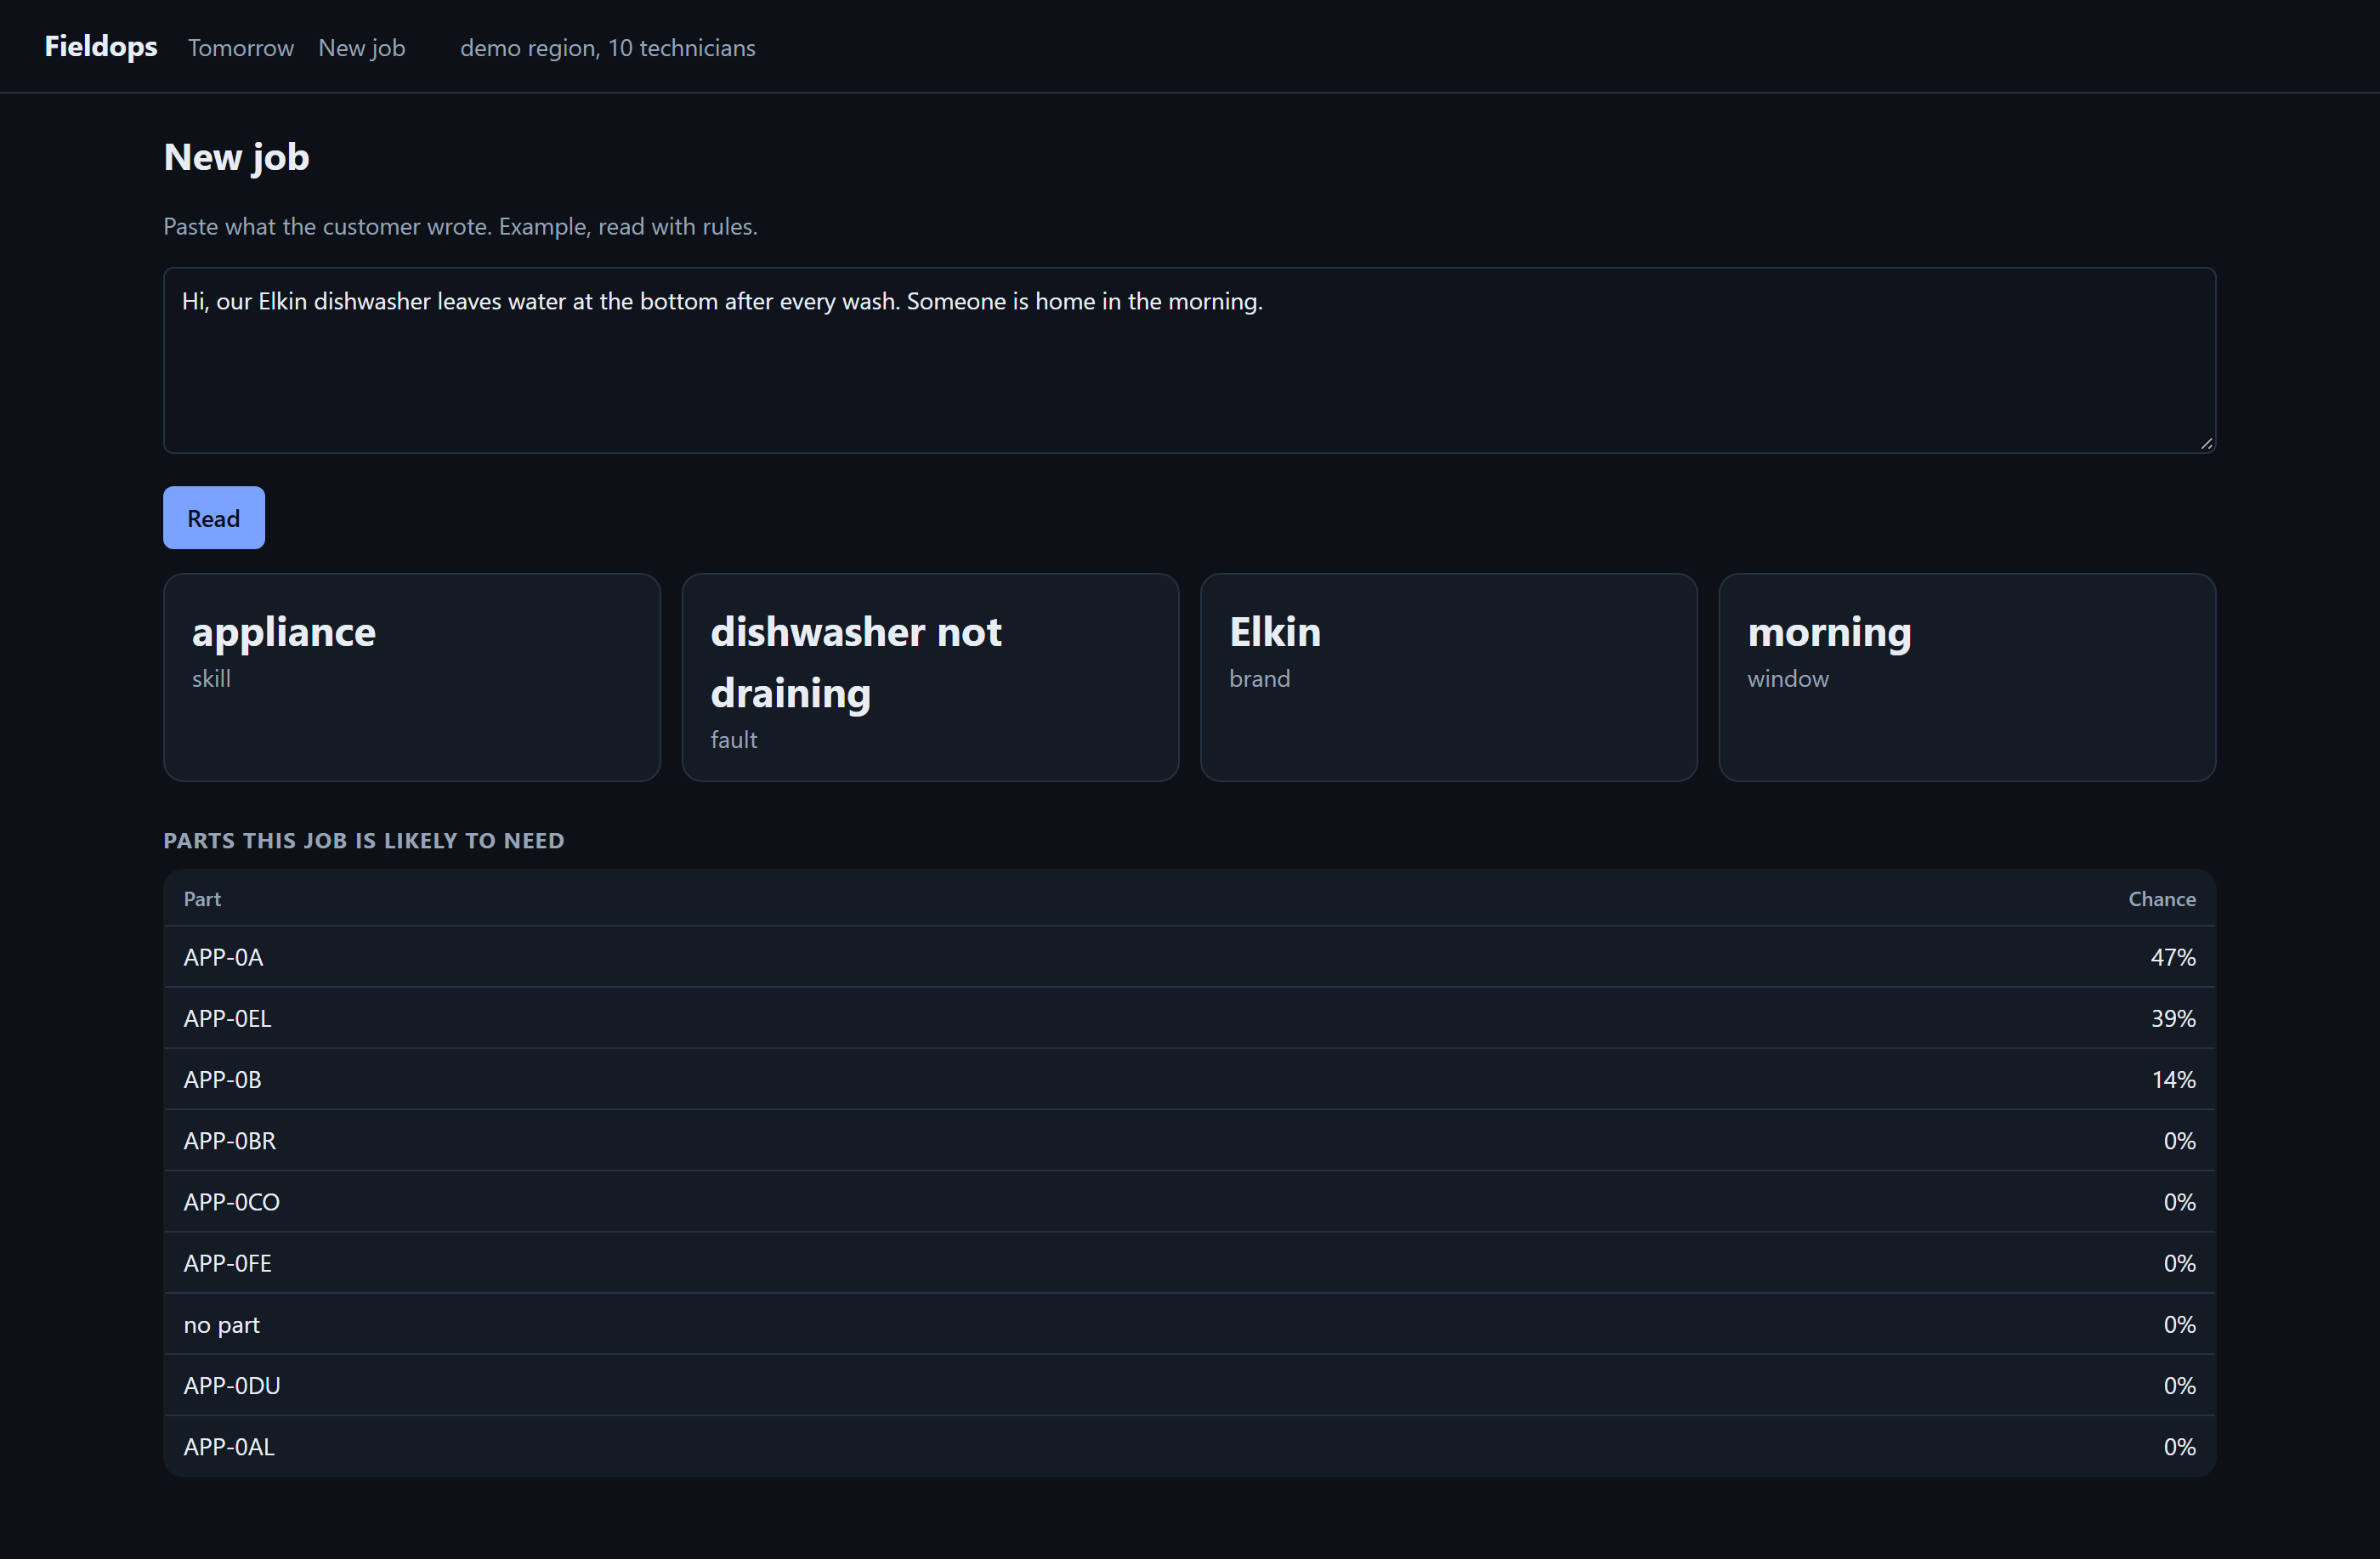 Fieldops Tomorrow New job demo region, 10 technicians
New job
Paste what the customer wrote. Example, read with rules.
Hi, our Elkin dishwasher leaves water at the bottom after every wash. Someone is home in the morning.
Read
appliance
skill
dishwasher not
draining
fault
Elkin
brand
morning
window
PARTS THIS JOB IS LIKELY TO NEED
Part Chance
APP-0A 47%
APP-0EL 39%
APP-0B 14%
APP-0BR 0%
APP-0CO 0%
APP-0FE 0%
no part 0%
APP-0DU 0%
APP-0AL 0%